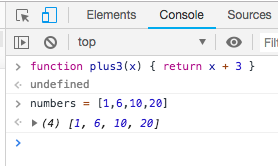 Elements Console Sources
top Fil
function plus3(x) { return x + 3 }
undefined
numbers = [1,6,10,20]
(4) [1, 6, 10, 20]